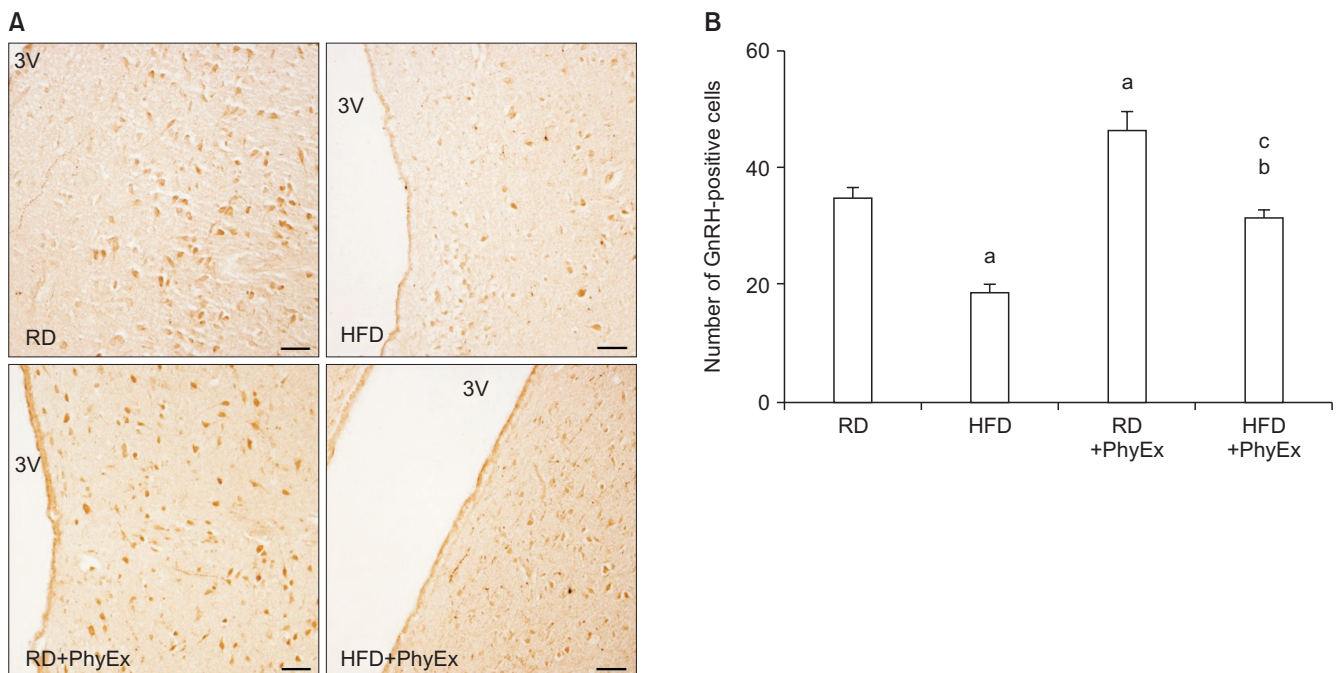 A
3V
RD
3V
HFD
3V
RD+PhyEx
3V
HFD+PhyEx
B
Number of GnRH-positive cells
60
40
20
0
a
a
c
b
RD
HFD
RD
+PhyEx
HFD
+PhyEx